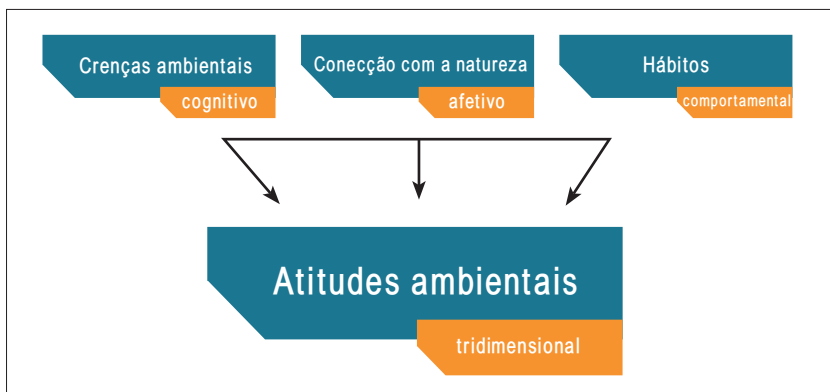 Crenças ambientais
cognitivo
Conecção com a natureza
afetivo
Hábitos
comportamental
Atitudes ambientais
tridimensional